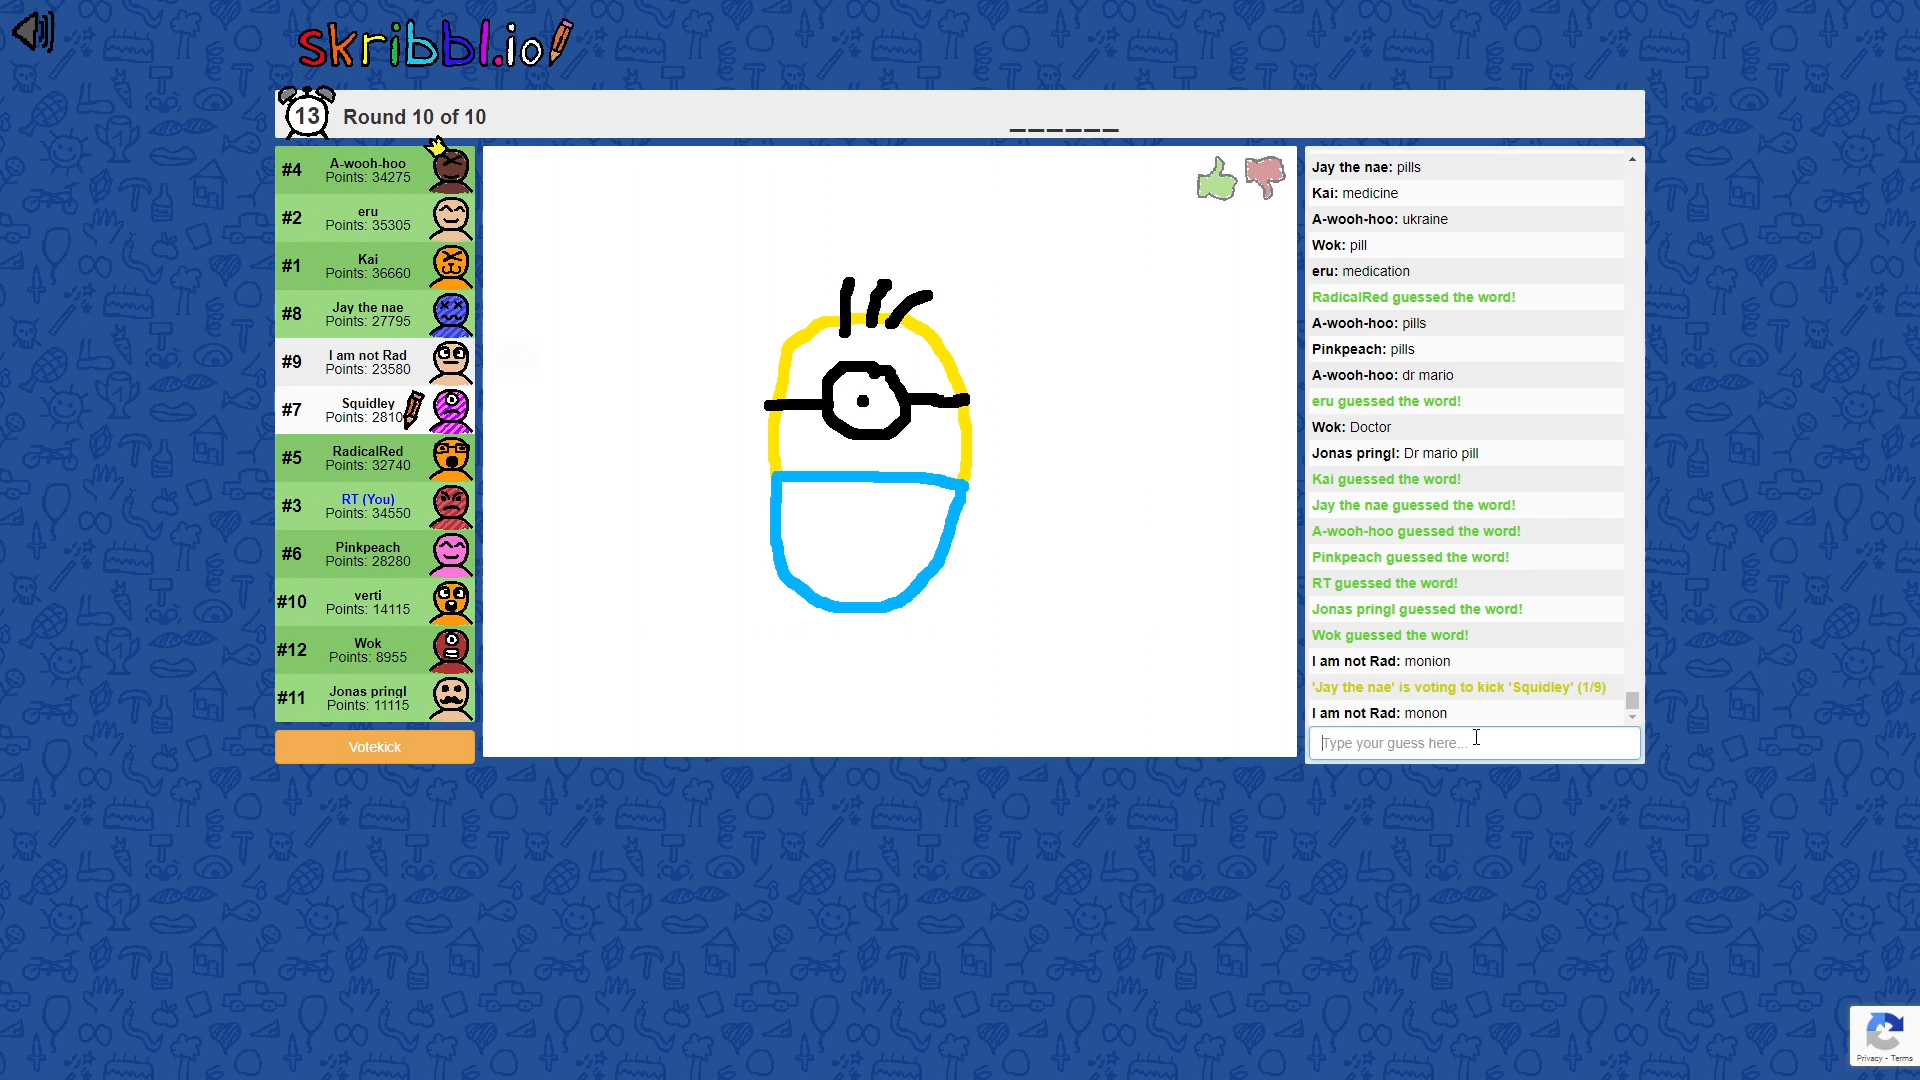 skribbl.io
13
Round 10 of 10
______
#4 A-wooh-hoo
Points: 34275
#2 eru
Points: 35305
#1 Kai
Points: 36660
#8 Jay the nae
Points: 27795
#9 I am not Rad
Points: 23580
#7 Squidley
Points: 2810
#5 RadicalRed
Points: 32740
#3 RT (You)
Points: 34550
#6 Pinkpeach
Points: 28280
#10 verti
Points: 14115
#12 Wok
Points: 8955
#11 Jonas pringl
Points: 11115
Votekick
Jay the nae: pills
Kai: medicine
A-wooh-hoo: ukraine
Wok: pill
eru: medication
RadicalRed guessed the word!
A-wooh-hoo: pills
Pinkpeach: pills
A-wooh-hoo: dr mario
eru guessed the word!
Wok: Doctor
Jonas pringl: Dr mario pill
Kai guessed the word!
Jay the nae guessed the word!
A-wooh-hoo guessed the word!
Pinkpeach guessed the word!
RT guessed the word!
Jonas pringl guessed the word!
Wok guessed the word!
I am not Rad: monion
'Jay the nae' is voting to kick 'Squidley' (1/9)
I am not Rad: monon
Type your guess here...
Privacy - Terms